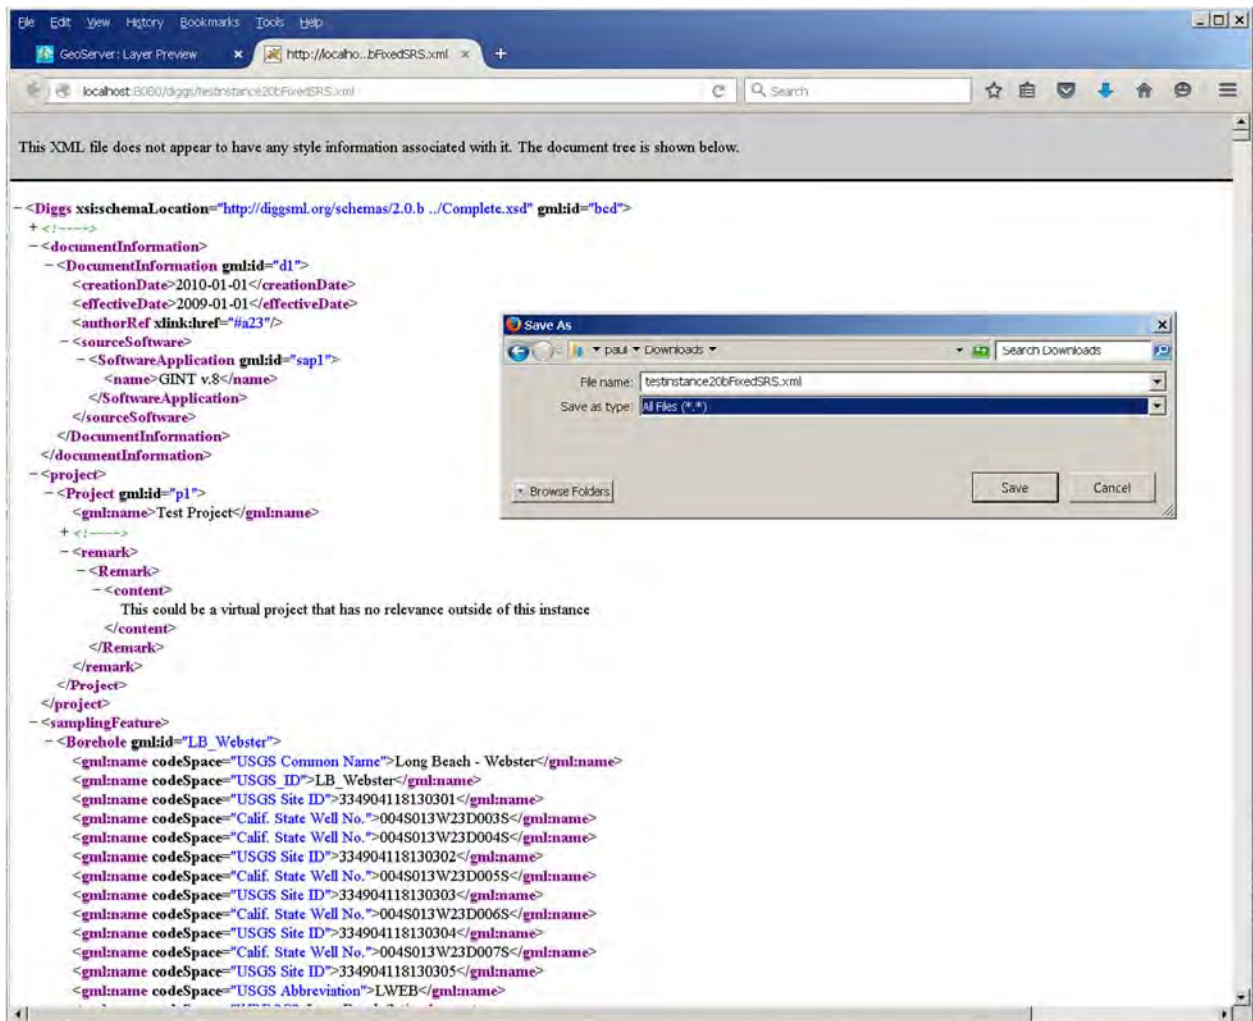 File Edit View History Bookmarks Tools Help
GeoServer: Layer Preview × http://localho...bFixedSRS.xml × +
localhost:8080/diggs/testinstance20bFixedSRS.xml Search
This XML file does not appear to have any style information associated with it. The document tree is shown below.
−<Diggs xsi:schemaLocation="http://diggsml.org/schemas/2.0.b ../Complete.xsd" gml:id="bcd">
+<!---->
−<documentInformation>
−<DocumentInformation gml:id="d1">
<creationDate>2010-01-01</creationDate>
<effectiveDate>2009-01-01</effectiveDate>
<authorRef xlink:href="#a23"/>
−<sourceSoftware>
−<SoftwareApplication gml:id="sap1">
<name>GINT v.8</name>
</SoftwareApplication>
</sourceSoftware>
</DocumentInformation>
</documentInformation>
−<project>
−<Project gml:id="p1">
<gml:name>Test Project</gml:name>
+<!---->
−<remark>
−<Remark>
−<content>
This could be a virtual project that has no relevance outside of this instance
</content>
</Remark>
</remark>
</Project>
</project>
−<samplingFeature>
−<Borehole gml:id="LB_Webster">
<gml:name codeSpace="USGS Common Name">Long Beach - Webster</gml:name>
<gml:name codeSpace="USGS_ID">LB_Webster</gml:name>
<gml:name codeSpace="USGS Site ID">334904118130301</gml:name>
<gml:name codeSpace="Calif. State Well No.">004S013W23D003S</gml:name>
<gml:name codeSpace="Calif. State Well No.">004S013W23D004S</gml:name>
<gml:name codeSpace="USGS Site ID">334904118130302</gml:name>
<gml:name codeSpace="Calif. State Well No.">004S013W23D005S</gml:name>
<gml:name codeSpace="USGS Site ID">334904118130303</gml:name>
<gml:name codeSpace="Calif. State Well No.">004S013W23D006S</gml:name>
<gml:name codeSpace="USGS Site ID">334904118130304</gml:name>
<gml:name codeSpace="Calif. State Well No.">004S013W23D007S</gml:name>
<gml:name codeSpace="USGS Site ID">334904118130305</gml:name>
<gml:name codeSpace="USGS Abbreviation">LWEB</gml:name>
Save As
paul Downloads Search Downloads
File name: testinstance20bFixedSRS.xml
Save as type: All Files (*.*)
Browse Folders Save Cancel